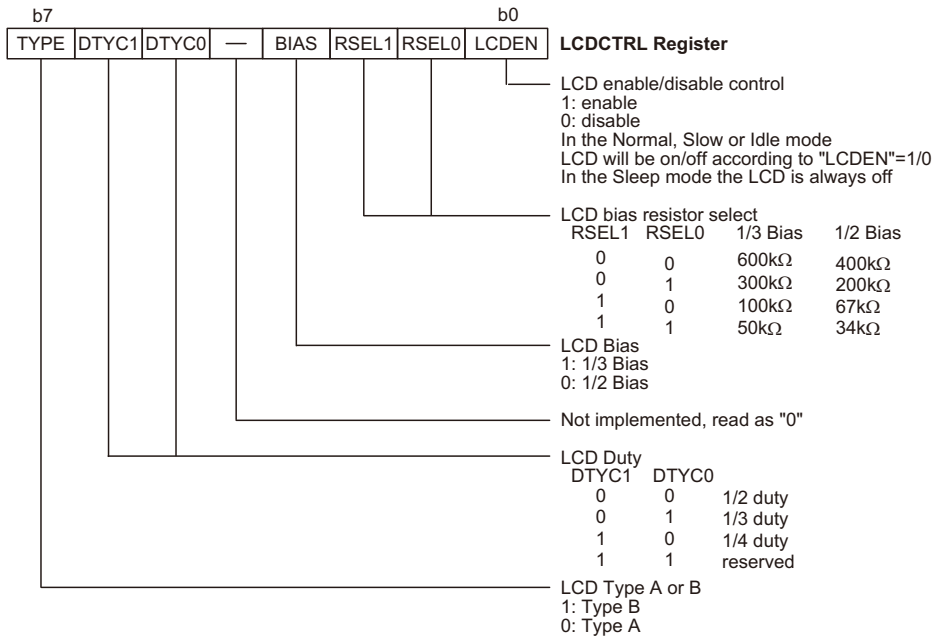 b7 b0
TYPE DTYC1 DTYC0 — BIAS RSEL1 RSEL0 LCDEN LCDCTRL Register
LCD enable/disable control
1: enable
0: disable
In the Normal, Slow or Idle mode
LCD will be on/off according to "LCDEN"=1/0
In the Sleep mode the LCD is always off
LCD bias resistor select
RSEL1 RSEL0 1/3 Bias 1/2 Bias
0 0 600kΩ 400kΩ
0 1 300kΩ 200kΩ
1 0 100kΩ 67kΩ
1 1 50kΩ 34kΩ
LCD Bias
1: 1/3 Bias
0: 1/2 Bias
Not implemented, read as "0"
LCD Duty
DTYC1 DTYC0
0 0 1/2 duty
0 1 1/3 duty
1 0 1/4 duty
1 1 reserved
LCD Type A or B
1: Type B
0: Type A